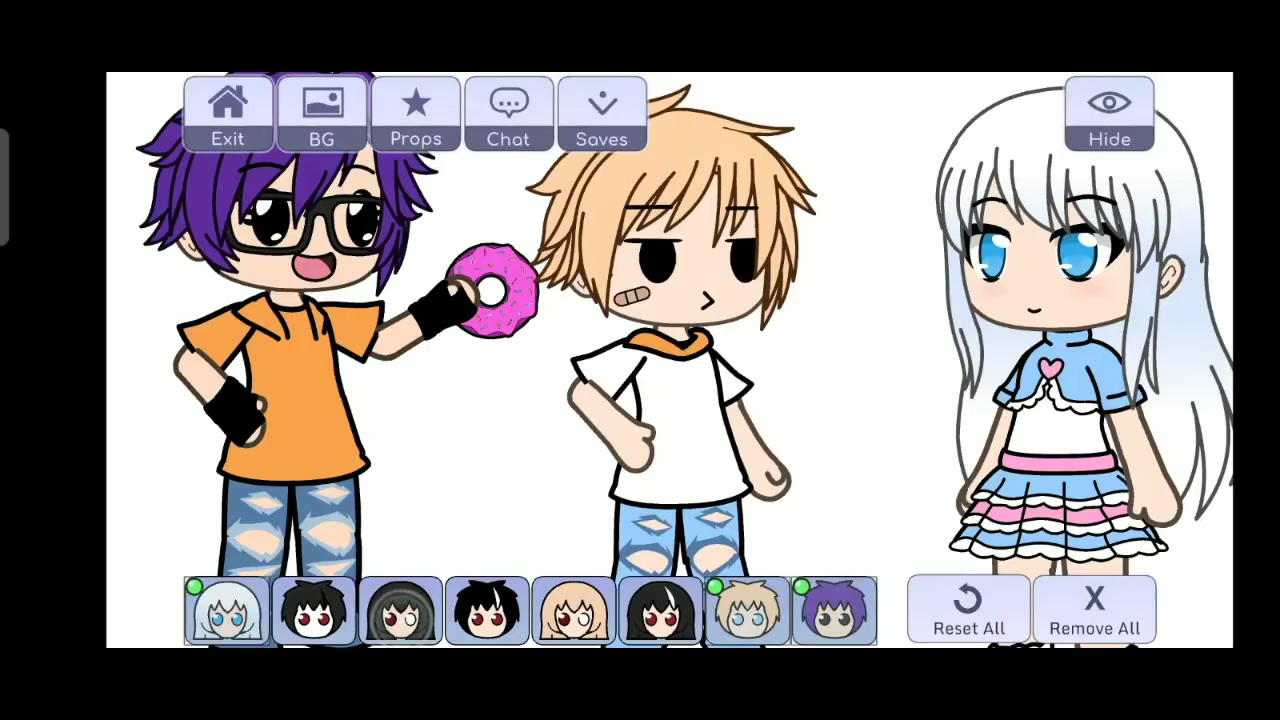 Exit
BG
Props
Chat
Saves
Hide
Reset All
X
Remove All